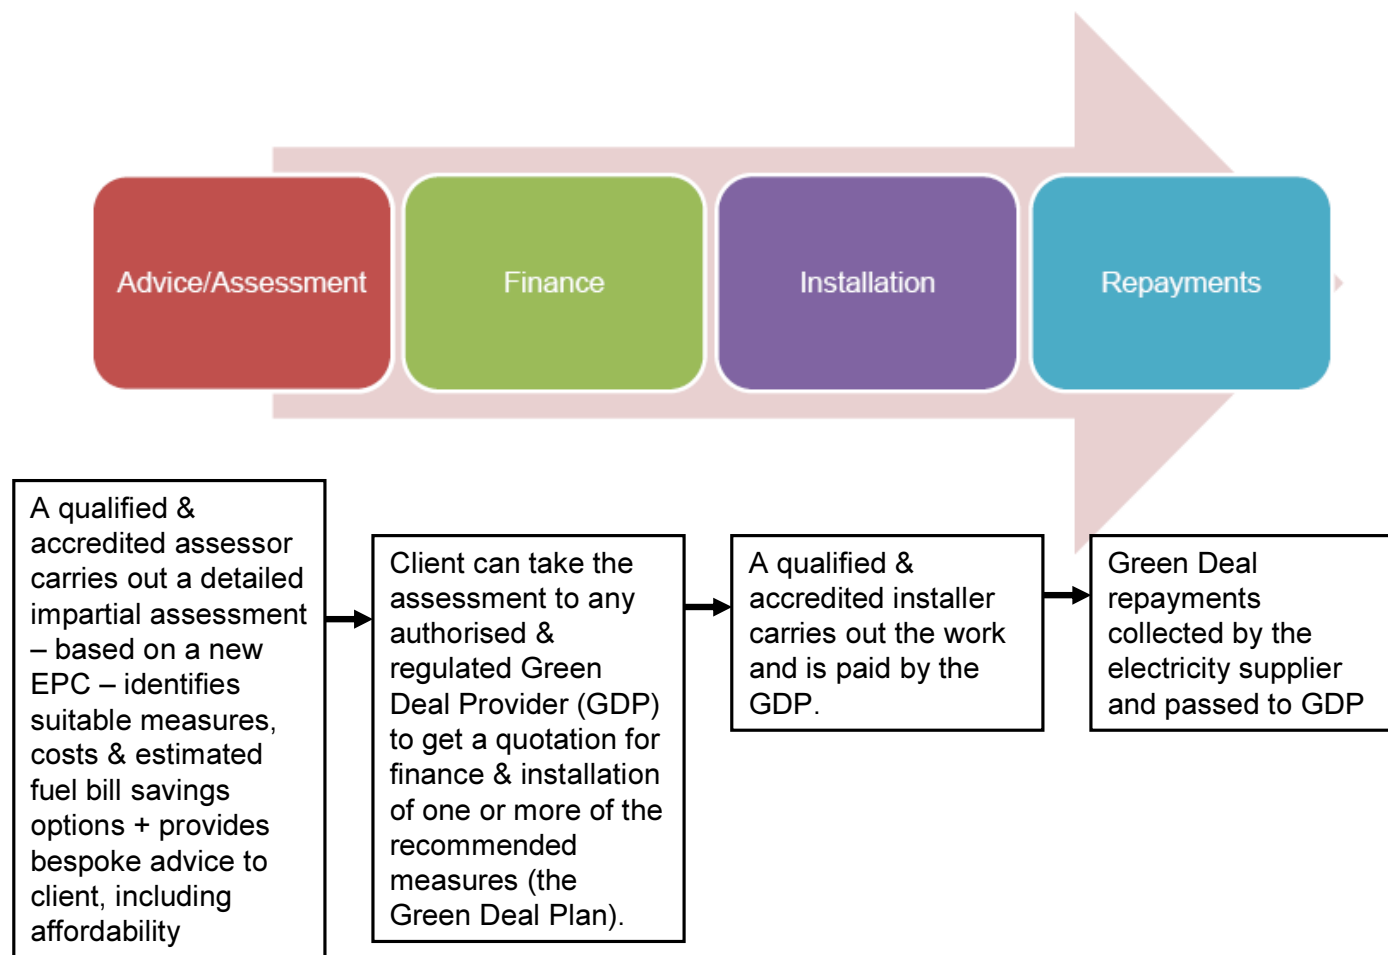 Advice/Assessment
Finance
Installation
Repayments
A qualified &
accredited assessor
carries out a detailed
impartial assessment
– based on a new
EPC – identifies
suitable measures,
costs & estimated
fuel bill savings
options + provides
bespoke advice to
client, including
affordability
Client can take the
assessment to any
authorised &
regulated Green
Deal Provider (GDP)
to get a quotation for
finance & installation
of one or more of the
recommended
measures (the
Green Deal Plan).
A qualified &
accredited installer
carries out the work
and is paid by the
GDP.
Green Deal
repayments
collected by the
electricity supplier
and passed to GDP